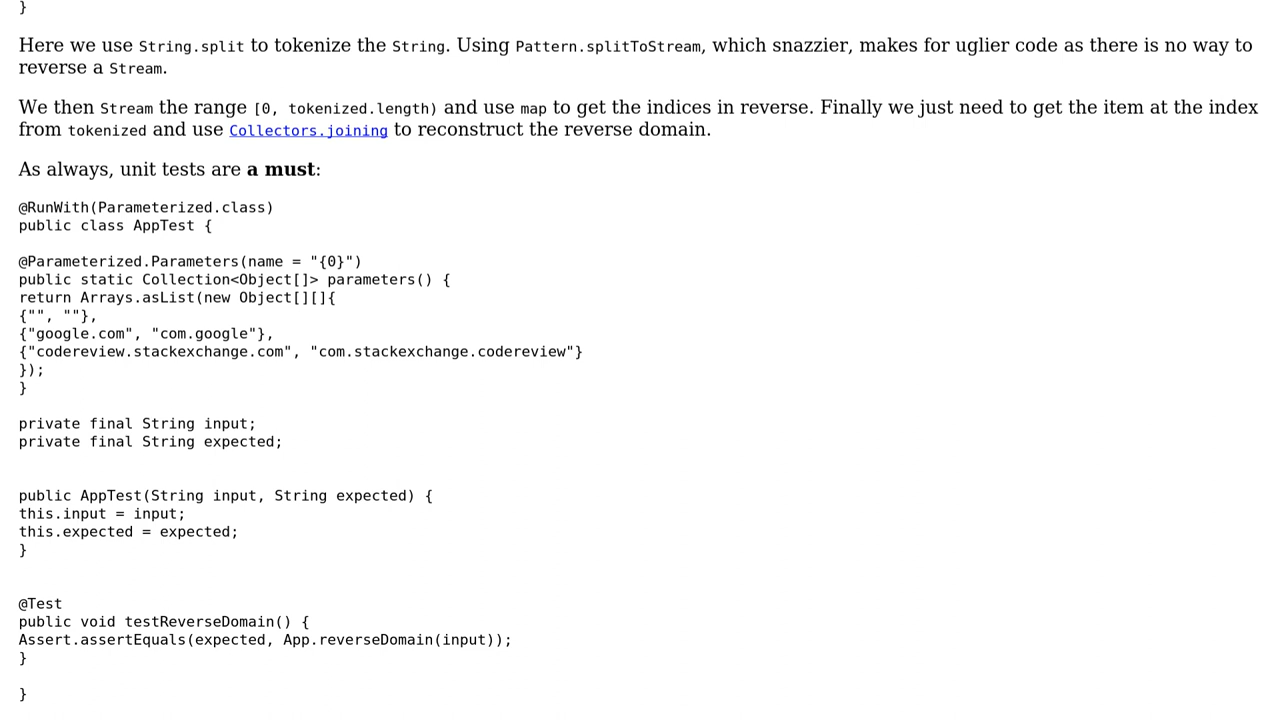 }
Here we use String.split to tokenize the String. Using Pattern.splitToStream, which snazzier, makes for uglier code as there is no way to
reverse a Stream.
We then Stream the range [0, tokenized.length) and use map to get the indices in reverse. Finally we just need to get the item at the index
from tokenized and use Collectors.joining to reconstruct the reverse domain.
As always, unit tests are a must:
@RunWith(Parameterized.class)
public class AppTest {
@Parameterized.Parameters(name = "{0}")
public static Collection<Object[]> parameters() {
return Arrays.asList(new Object[][]{
{"", ""},
{"google.com", "com.google"},
{"codereview.stackexchange.com", "com.stackexchange.codereview"}
});
}
private final String input;
private final String expected;
public AppTest(String input, String expected) {
this.input = input;
this.expected = expected;
}
@Test
public void testReverseDomain() {
Assert.assertEquals(expected, App.reverseDomain(input));
}
}